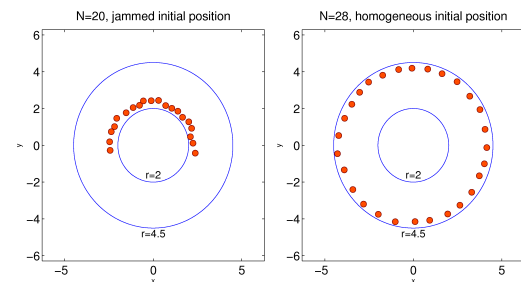 N=20, jammed initial position
6
4
2
0
−2
−4
−6
y
r=2
r=4.5
−5
0
5
x
N=28, homogeneous initial position
6
4
2
0
−2
−4
−6
y
r=2
r=4.5
−5
0
5
x